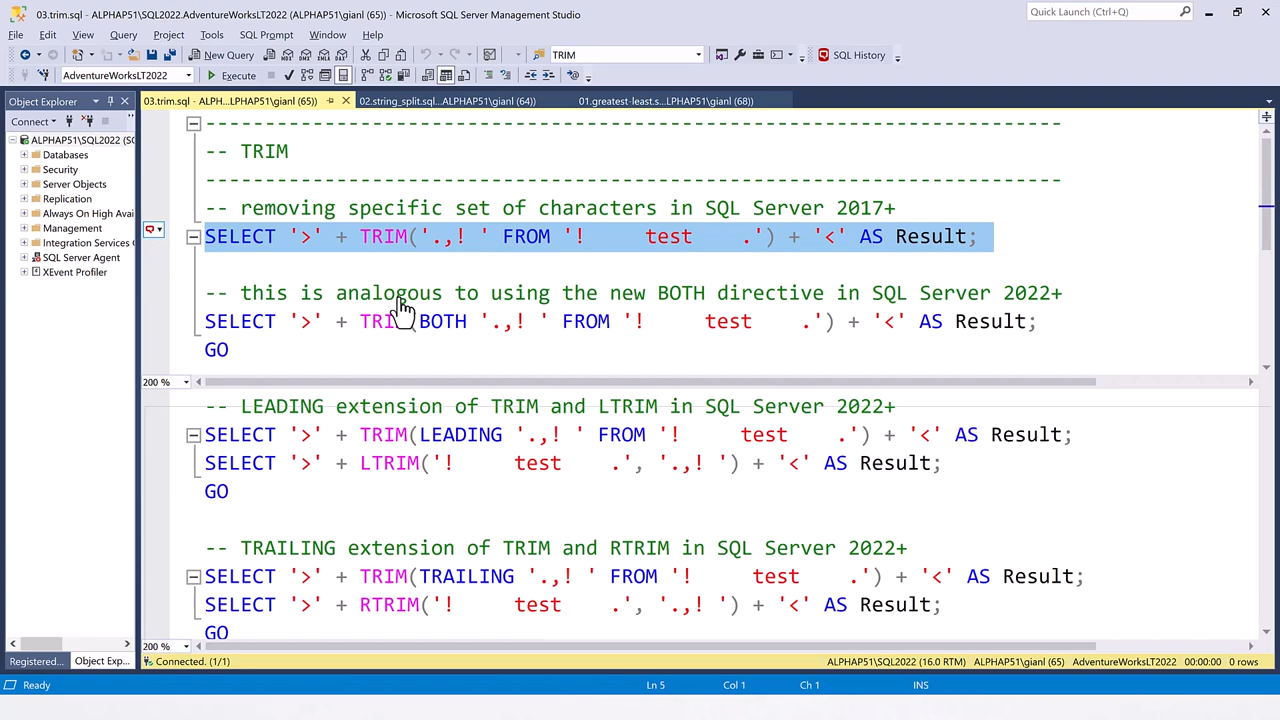 03.trim.sql - ALPHAP51\SQL2022.AdventureWorksLT2022 (ALPHAP51\gianl (65)) - Microsoft SQL Server Management Studio
Quick Launch (Ctrl+Q)
File Edit View Query Project Tools SQL Prompt Window Help
New Query TRIM SQL History
AdventureWorksLT2022 Execute
Object Explorer
03.trim.sql - ALPH...LPHAP51\gianl (65)) 02.string_split.sql...ALPHAP51\gianl (64)) 01.greatest-least.s...LPHAP51\gianl (68))
Connect
ALPHAP51\SQL2022 (SQ
Databases
Security
Server Objects
Replication
Always On High Avai
Management
Integration Services C
SQL Server Agent
XEvent Profiler
------------------------------------------------------------------------
-- TRIM
------------------------------------------------------------------------
-- removing specific set of characters in SQL Server 2017+
SELECT '>' + TRIM('.,! ' FROM '!     test    .') + '<' AS Result;
-- this is analogous to using the new BOTH directive in SQL Server 2022+
SELECT '>' + TRI (BOTH '.,! ' FROM '!     test    .') + '<' AS Result;
GO
200 %
-- LEADING extension of TRIM and LTRIM in SQL Server 2022+
SELECT '>' + TRIM(LEADING '.,! ' FROM '!     test    .') + '<' AS Result;
SELECT '>' + LTRIM('!     test    .', '.,! ') + '<' AS Result;
GO
-- TRAILING extension of TRIM and RTRIM in SQL Server 2022+
SELECT '>' + TRIM(TRAILING '.,! ' FROM '!     test    .') + '<' AS Result;
SELECT '>' + RTRIM('!     test    .', '.,! ') + '<' AS Result;
GO
200 %
Registered... Object Exp... Connected. (1/1) ALPHAP51\SQL2022 (16.0 RTM) ALPHAP51\gianl (65) AdventureWorksLT2022 00:00:00 0 rows
Ready Ln 5 Col 1 Ch 1 INS